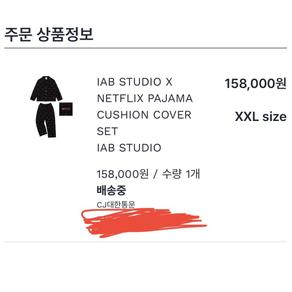 주문 상품정보
IAB STUDIO X
NETFLIX PAJAMA
CUSHION COVER
SET
IAB STUDIO
158,000원
XXL size
158,000원 / 수량 1개
배송중
CJ대한통운